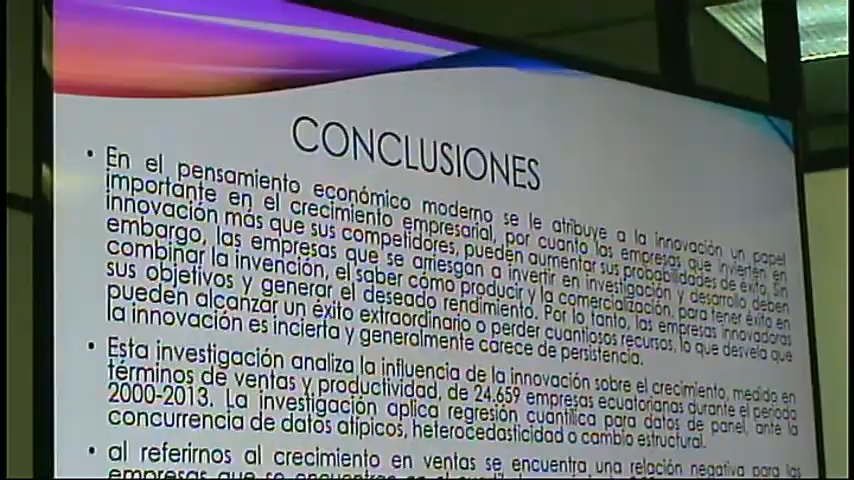 CONCLUSIONES
• En el pensamiento económico moderno se le atribuye a la innovación un papel
importante en el crecimiento empresarial, por cuanto las empresas que invierten en
innovación más que sus competidores, pueden aumentar sus probabilidades de éxito. Sin
embargo, las empresas que se arriesgan a invertir en investigación y desarrollo deben
combinar la invención, el saber cómo producir y la comercialización, para tener éxito en
sus objetivos y generar el deseado rendimiento. Por lo tanto, las empresas innovadoras
pueden alcanzar un éxito extraordinario o perder cuantiosos recursos, lo que desvela que
la innovación es incierta y generalmente carece de persistencia.
• Esta investigación analiza la influencia de la innovación sobre el crecimiento, medido en
términos de ventas y productividad, de 24.659 empresas ecuatorianas durante el periodo
2000-2013. La investigación aplica regresión cuantílica para datos de panel, ante la
concurrencia de datos atípicos, heterocedasticidad o cambio estructural.
• al referirnos al crecimiento en ventas se encuentra una relación negativa para las
empresas que se encuentran